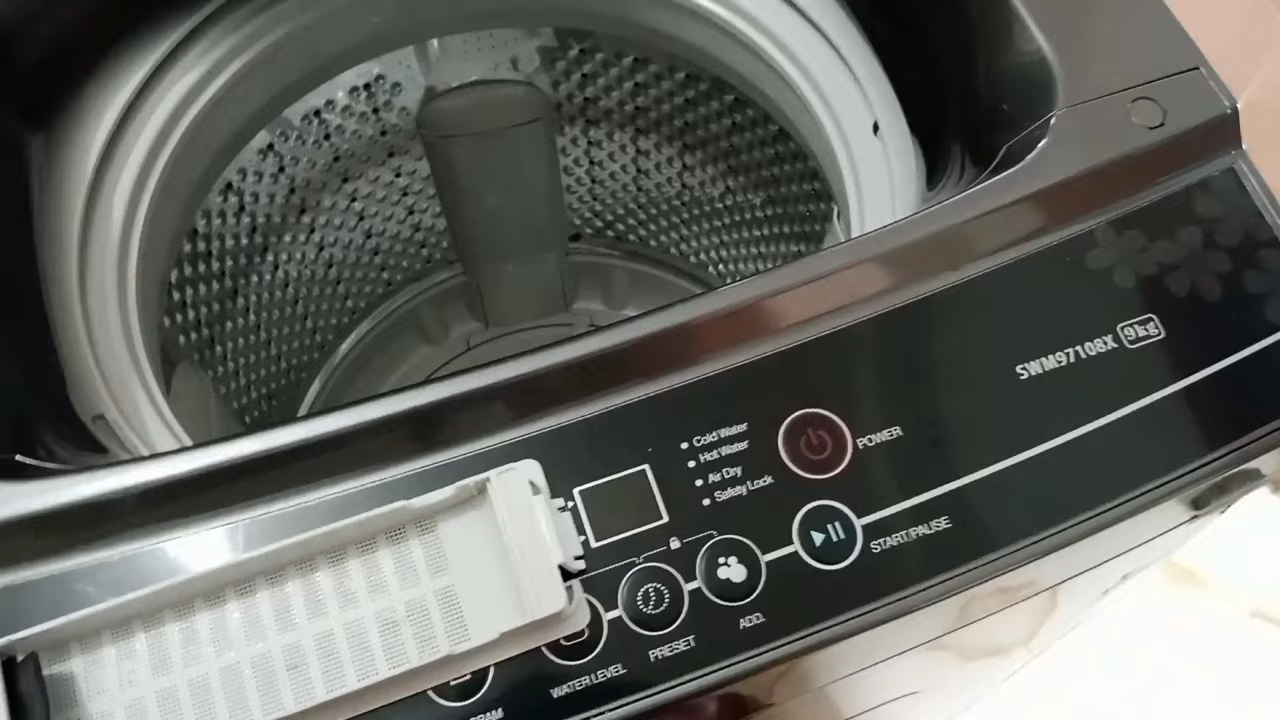 SWM97108X 9kg
Cold Water
Hot Water
Air Dry
Safety Lock
POWER
START/PAUSE
ADD.
PRESET
WATER LEVEL